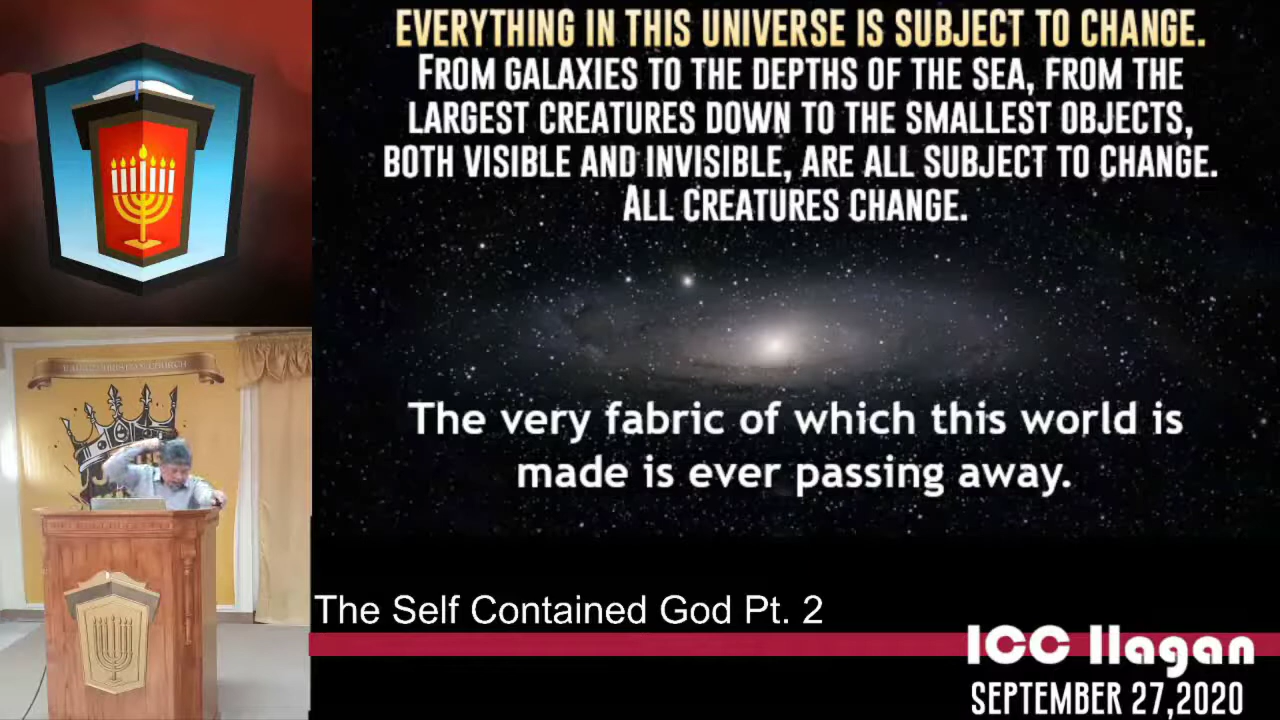 EVERYTHING IN THIS UNIVERSE IS SUBJECT TO CHANGE.
FROM GALAXIES TO THE DEPTHS OF THE SEA, FROM THE
LARGEST CREATURES DOWN TO THE SMALLEST OBJECTS,
BOTH VISIBLE AND INVISIBLE, ARE ALL SUBJECT TO CHANGE.
ALL CREATURES CHANGE.
The very fabric of which this world is
made is ever passing away.
The Self Contained God Pt. 2
ICC Ilagan
SEPTEMBER 27,2020
CHRISTIAN CHURCH